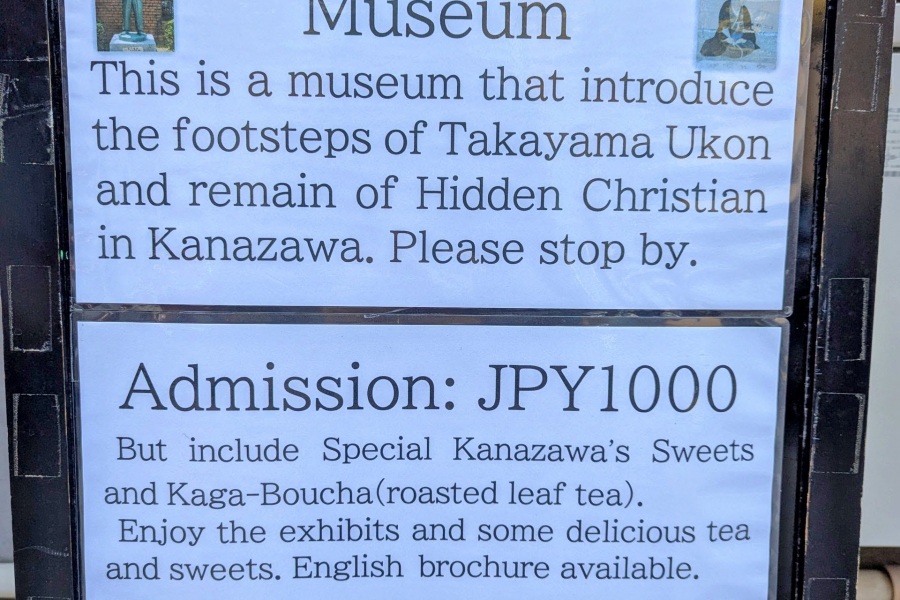 Museum
This is a museum that introduce
the footsteps of Takayama Ukon
and remain of Hidden Christian
in Kanazawa. Please stop by.
Admission: JPY1000
But include Special Kanazawa's Sweets
and Kaga-Boucha(roasted leaf tea).
Enjoy the exhibits and some delicious tea
and sweets. English brochure available.